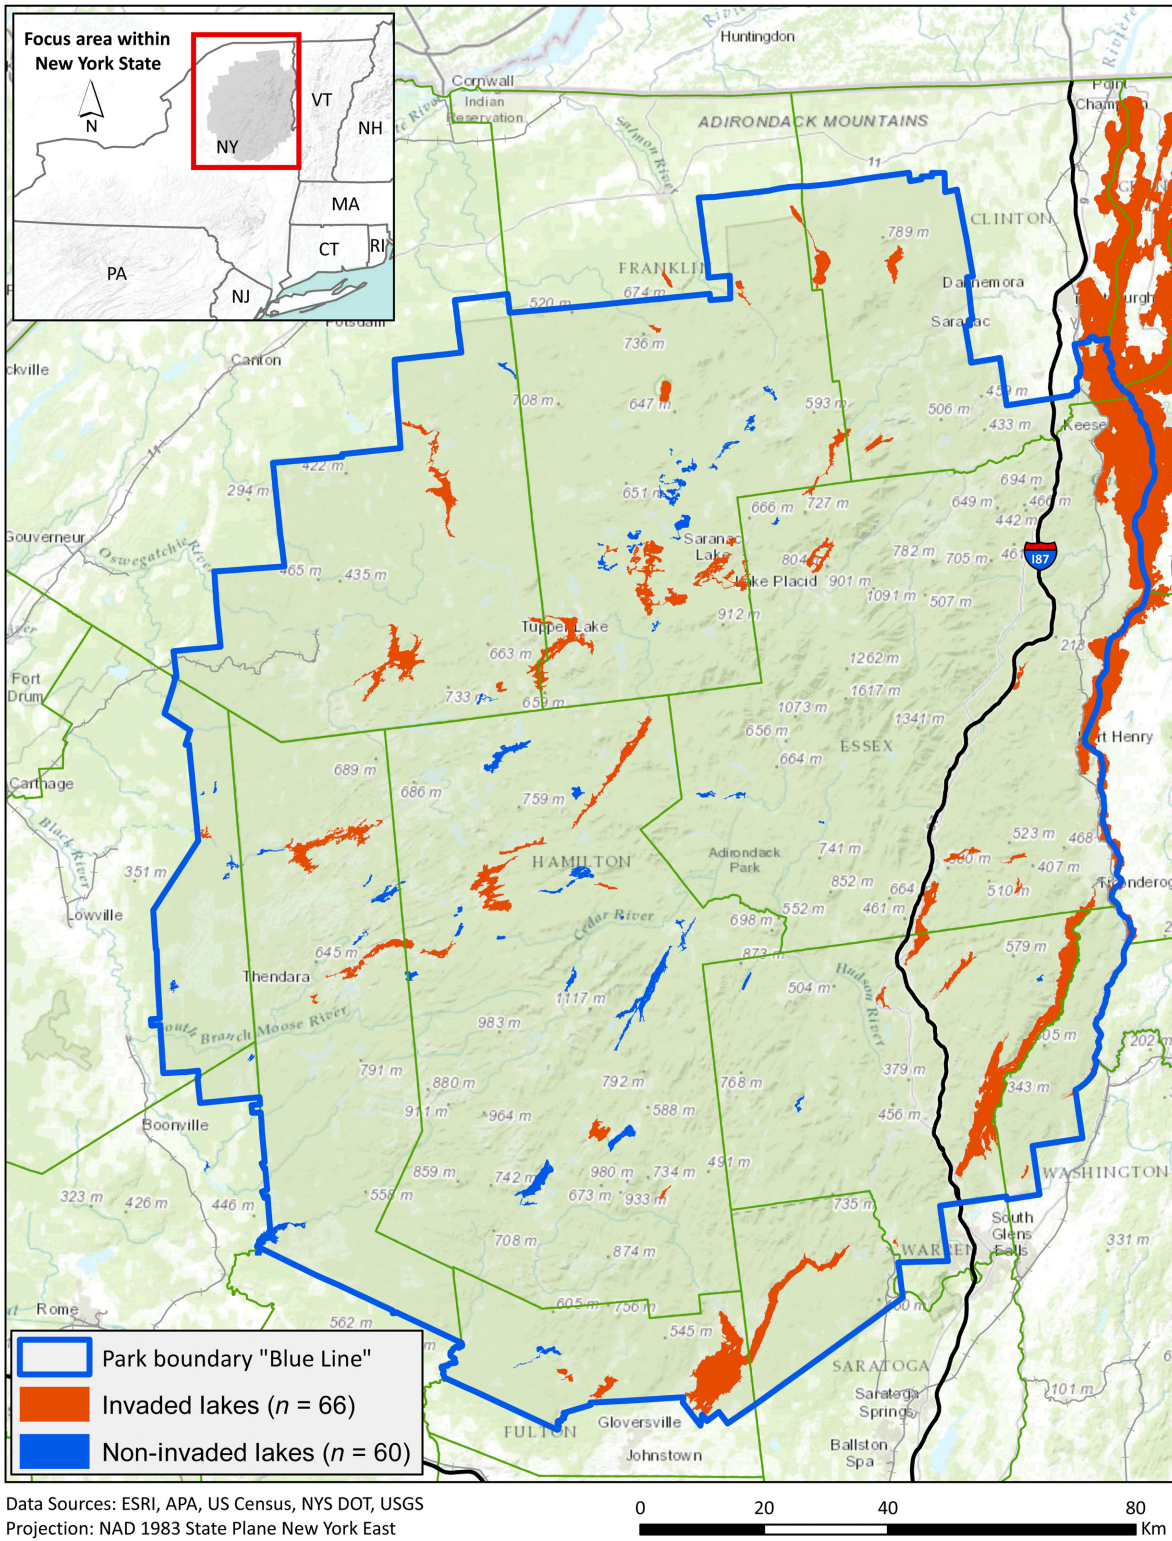 Focus area within
New York State
N
NY
VT
NH
MA
CT
RI
PA
NJ
Huntingdon
Cornwall
Indian
Reservation
Salmon River
ADIRONDACK MOUNTAINS
11
9
Point
CLINTON
789 m
Dannemora
FRANKLIN
674 m
520 m
Potsdam
736 m
Canton
708 m
647 m
593 m
506 m
433 m
459 m
Keese
422 m
294 m
11
651 m
666 m
727 m
694 m
649 m
466 m
442 m
Gouverneur
Oswegatchie River
465 m
435 m
Saranac
Lake
Lake Placid
804
901 m
782 m
705 m
461
I87
1091 m
507 m
912 m
Tupper Lake
663 m
733
659 m
1262 m
1617 m
1073 m
1341 m
656 m
664 m
ESSEX
Fort
Drum
Carthage
Black River
689 m
686 m
759 m
351 m
Lowville
HAMILTON
Adirondack
Park
741 m
852 m
664
461 m
552 m
698 m
873 m
523 m
468
407 m
510 m
579 m
Cedar River
645 m
Thendara
1117 m
983 m
504 m
Hudson River
South Branch Moose River
791 m
880 m
911 m
964 m
792 m
588 m
768 m
379 m
456 m
343 m
202 m
Boonville
859 m
742 m
980 m
734 m
491 m
673 m
933 m
558 m
323 m
426 m
446 m
735 m
WASHINGTON
South
Glens
Falls
WARREN
331 m
708 m
874 m
605 m
756 m
545 m
Rome
562 m
SARATOGA
Saratoga
Springs
101 m
FULTON
Gloversville
Johnstown
Ballston
Spa
Park boundary "Blue Line"
Invaded lakes (n = 66)
Non-invaded lakes (n = 60)
Data Sources: ESRI, APA, US Census, NYS DOT, USGS
Projection: NAD 1983 State Plane New York East
0 20 40 80
Km